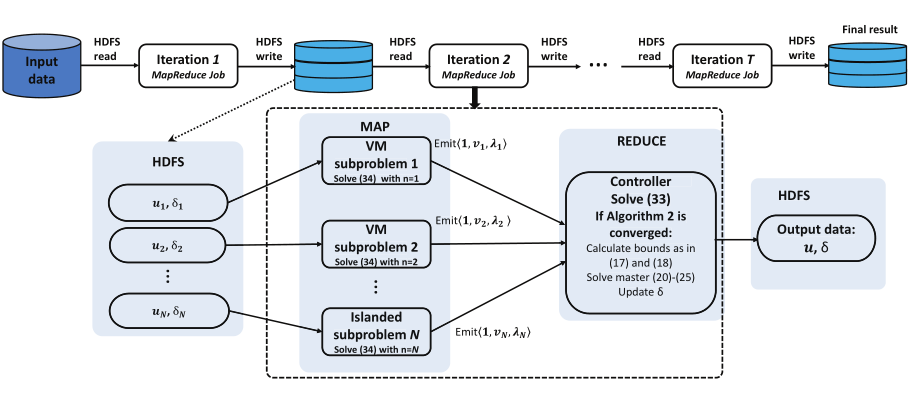 Final result
HDFS
read
HDFS
write
HDFS
read
HDFS
write
HDFS
read
HDFS
write
Input
data
Iteration 1
MapReduce Job
Iteration 2
MapReduce Job
...
Iteration T
MapReduce Job
HDFS
u₁, δ₁
u₂, δ₂
⋮
u_N, δ_N
MAP
VM
subproblem 1
Solve (34) with n=1
VM
subproblem 2
Solve (34) with n=2
⋮
Islanded
subproblem N
Solve (34) with n=N
Emit⟨1, v₁, λ₁⟩
Emit⟨1, v₂, λ₂ ⟩
Emit⟨1, v_N, λ_N⟩
REDUCE
Controller
Solve (33)
If Algorithm 2 is
converged:
Calculate bounds as in
(17) and (18)
Solve master (20)-(25)
Update δ
HDFS
Output data:
u, δ